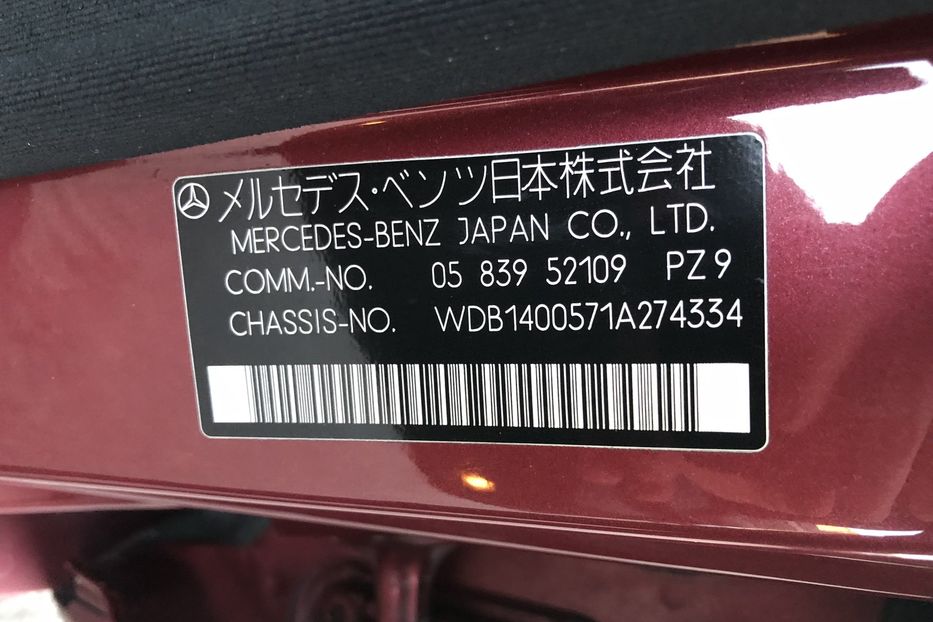 メルセデス・ベンツ日本株式会社
MERCEDES-BENZ JAPAN CO., LTD.
COMM.-NO. 05 839 52109 PZ9
CHASSIS-NO. WDB1400571A274334